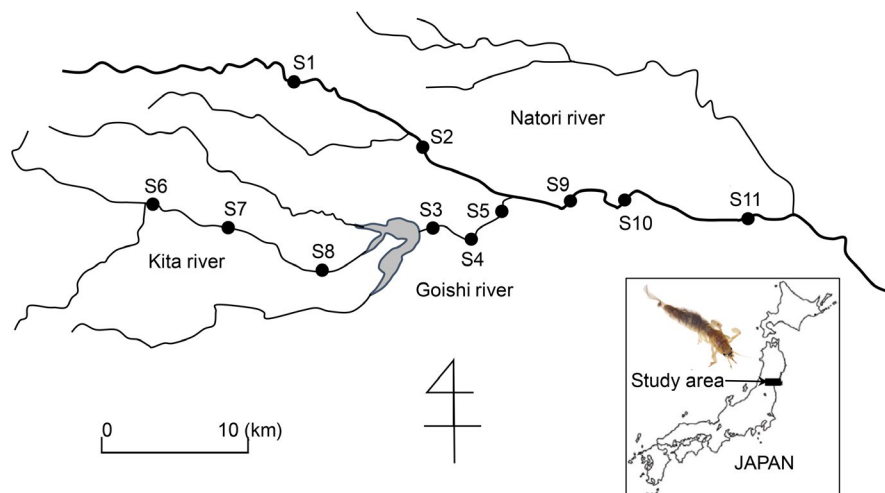 S1
Natori river
S2
S6
S7
S3
S5
S9
S10
S11
S4
S8
Kita river
Goishi river
Study area
0 10 (km)
JAPAN